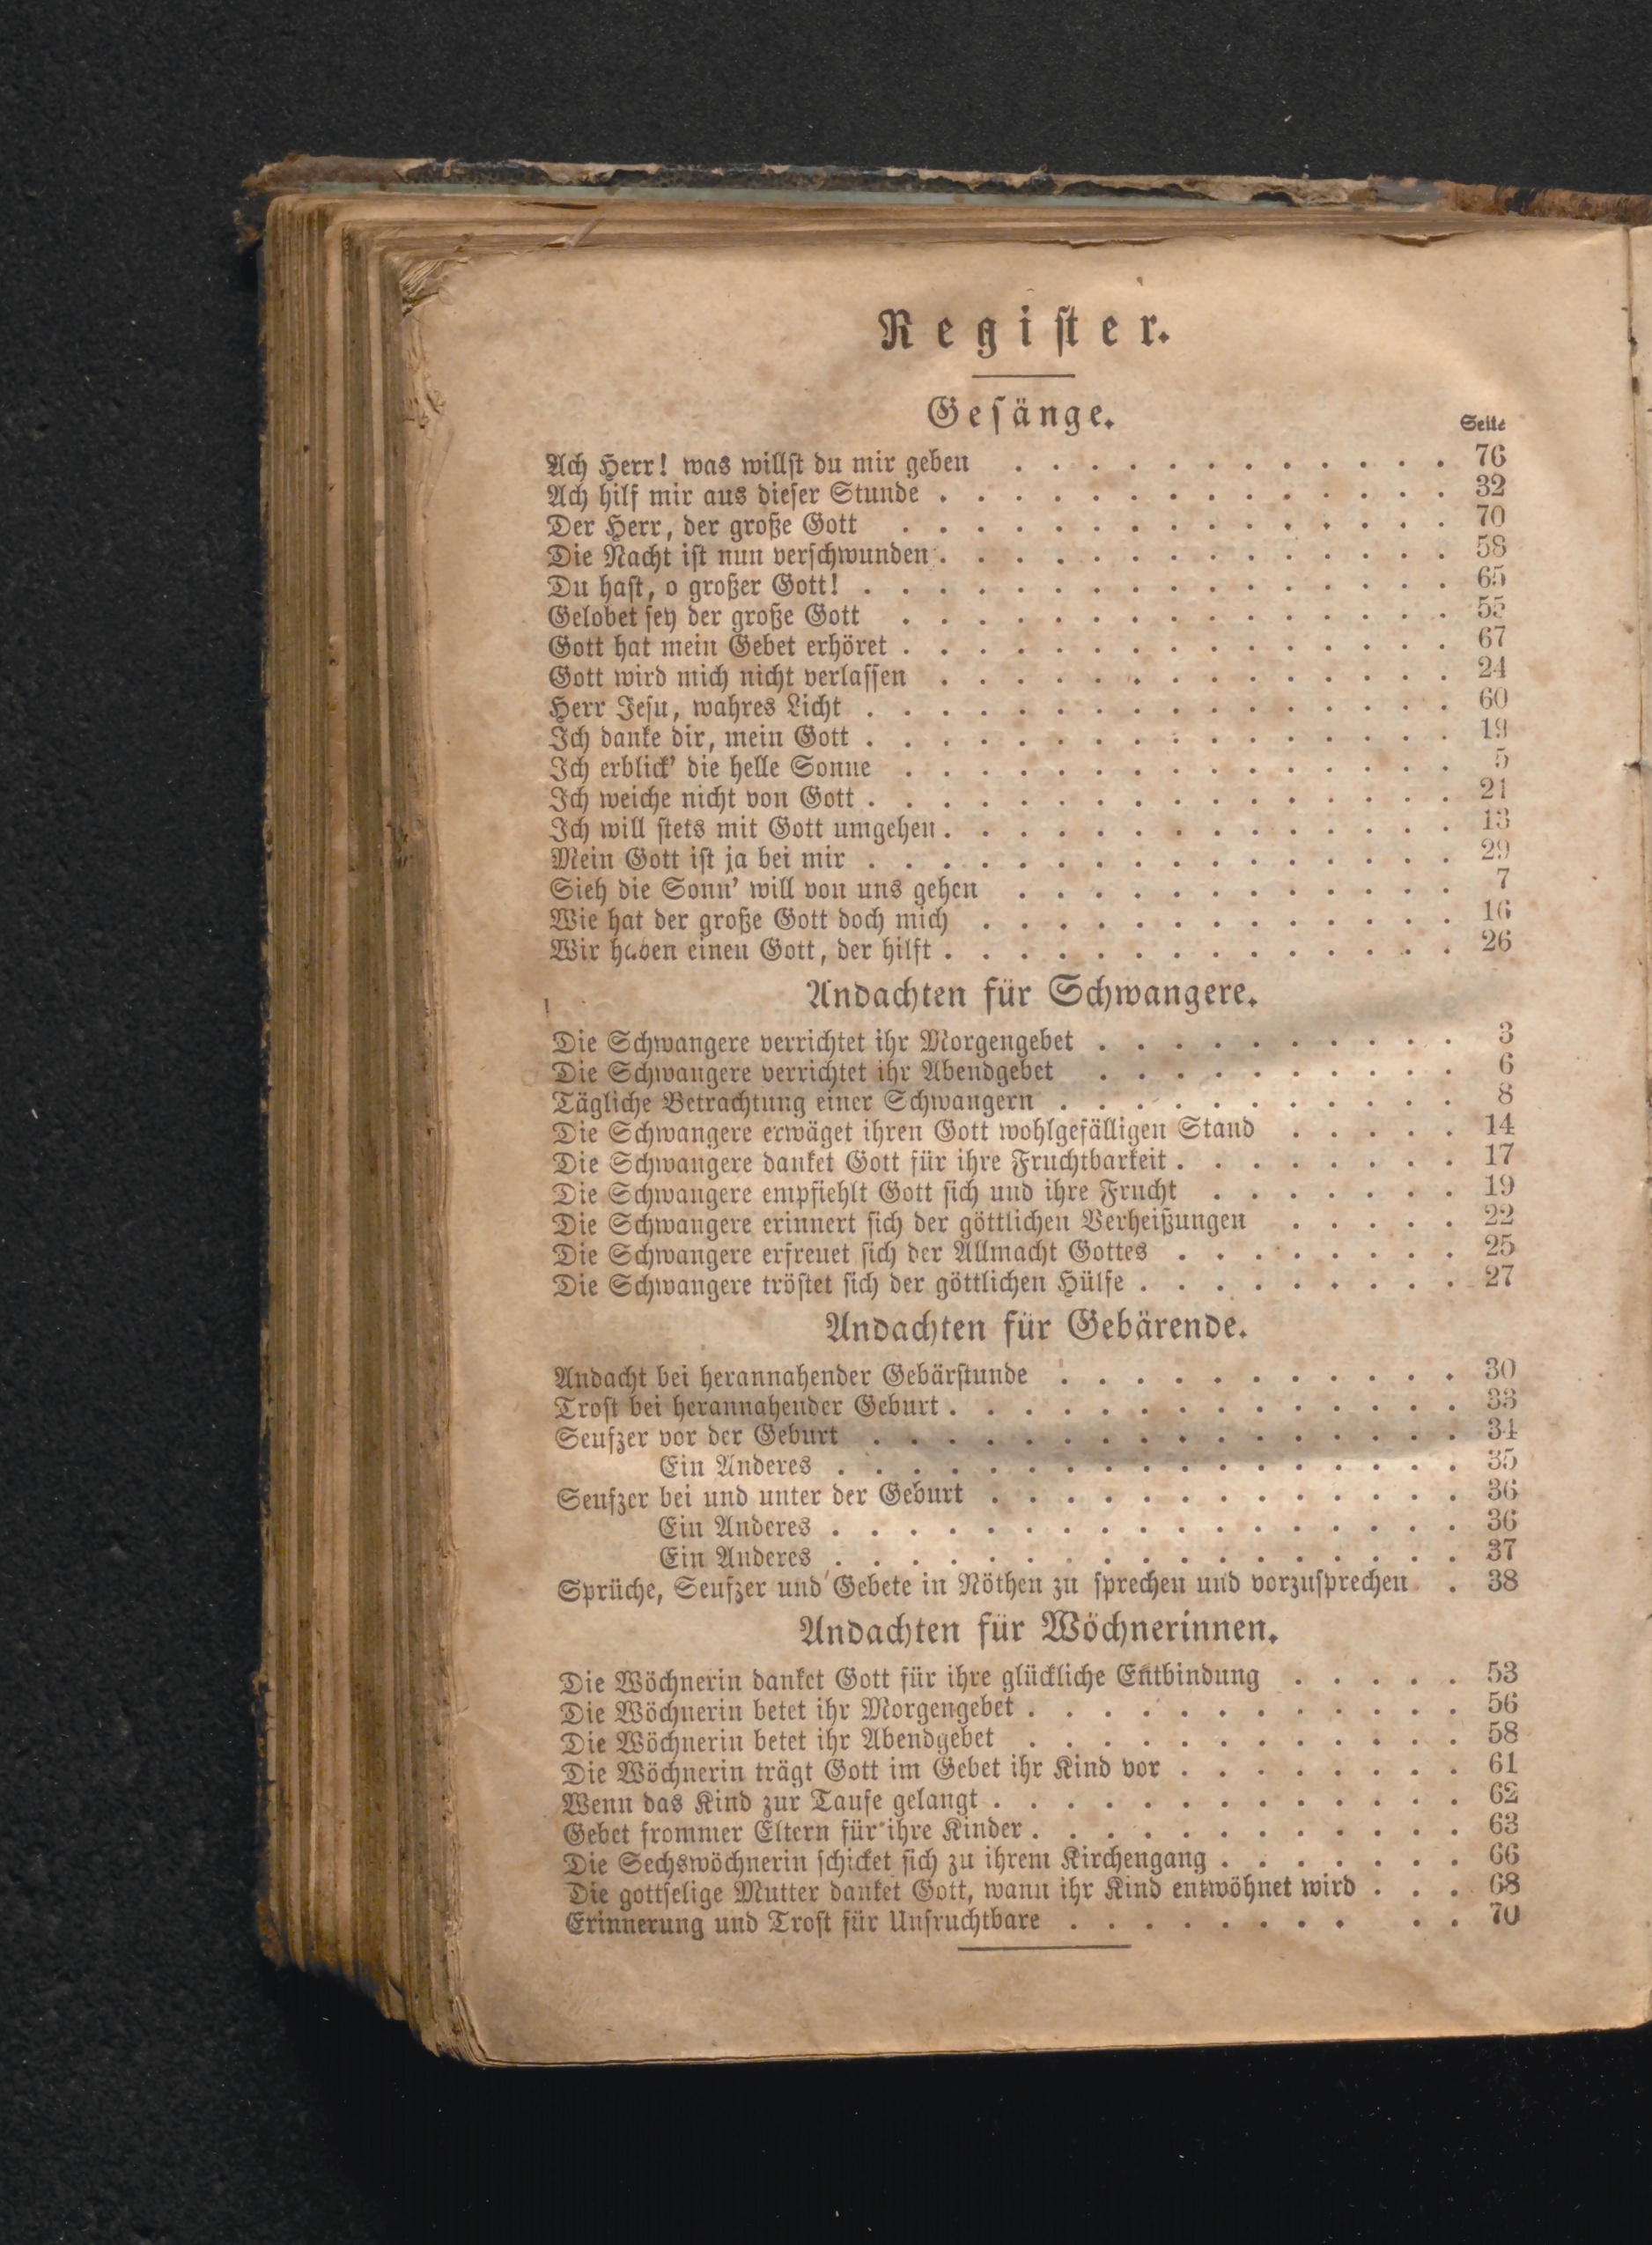 Register.
Gesänge.
Seite
Ach Herr! was willst du mir geben . . . . . . . . . . . . 76
Ach hilf mir aus dieser Stunde . . . . . . . . . . . . . . 32
Der Herr, der große Gott . . . . . . . . . . . . . . . 70
Die Nacht ist nun verschwunden . . . . . . . . . . . . . . 58
Du hast, o großer Gott! . . . . . . . . . . . . . . . . 65
Gelobet sey der große Gott . . . . . . . . . . . . . . . 55
Gott hat mein Gebet erhöret . . . . . . . . . . . . . . . 67
Gott wird mich nicht verlassen . . . . . . . . . . . . . . 24
Herr Jesu, wahres Licht . . . . . . . . . . . . . . . . 60
Ich danke dir, mein Gott . . . . . . . . . . . . . . . . 19
Ich erblick’ die helle Sonne . . . . . . . . . . . . . . . 5
Ich weiche nicht von Gott . . . . . . . . . . . . . . . . 21
Ich will stets mit Gott umgehen . . . . . . . . . . . . . . 13
Mein Gott ist ja bei mir . . . . . . . . . . . . . . . . 29
Sieh die Sonn’ will von uns gehen . . . . . . . . . . . . 7
Wie hat der große Gott doch mich . . . . . . . . . . . . . 16
Wir haben einen Gott, der hilft . . . . . . . . . . . . . . 26
Andachten für Schwangere.
Die Schwangere verrichtet ihr Morgengebet . . . . . . . . . . 3
Die Schwangere verrichtet ihr Abendgebet . . . . . . . . . . 6
Tägliche Betrachtung einer Schwangern . . . . . . . . . . . 8
Die Schwangere erwäget ihren Gott wohlgefälligen Stand . . . . . 14
Die Schwangere danket Gott für ihre Fruchtbarkeit . . . . . . . . 17
Die Schwangere empfiehlt Gott sich und ihre Frucht . . . . . . . 19
Die Schwangere erinnert sich der göttlichen Verheißungen . . . . . 22
Die Schwangere erfreuet sich der Allmacht Gottes . . . . . . . . 25
Die Schwangere tröstet sich der göttlichen Hülfe . . . . . . . . . 27
Andachten für Gebärende.
Andacht bei herannahender Gebärstunde . . . . . . . . . . . 30
Trost bei herannahender Geburt . . . . . . . . . . . . . . 33
Seufzer vor der Geburt . . . . . . . . . . . . . . . . 34
Ein Anderes . . . . . . . . . . . . . . . . . 35
Seufzer bei und unter der Geburt . . . . . . . . . . . . . 36
Ein Anderes . . . . . . . . . . . . . . . . . 36
Ein Anderes . . . . . . . . . . . . . . . . . 37
Sprüche, Seufzer und Gebete in Nöthen zu sprechen und vorzusprechen . 38
Andachten für Wöchnerinnen.
Die Wöchnerin danket Gott für ihre glückliche Entbindung . . . . . 53
Die Wöchnerin betet ihr Morgengebet . . . . . . . . . . . . 56
Die Wöchnerin betet ihr Abendgebet . . . . . . . . . . . . 58
Die Wöchnerin trägt Gott im Gebet ihr Kind vor . . . . . . . . 61
Wenn das Kind zur Taufe gelangt . . . . . . . . . . . . . 62
Gebet frommer Eltern für ihre Kinder . . . . . . . . . . . . 63
Die Sechswöchnerin schicket sich zu ihrem Kirchengang . . . . . . . 66
Die gottselige Mutter danket Gott, wann ihr Kind entwöhnet wird . . . 68
Erinnerung und Trost für Unfruchtbare . . . . . . . . . . 70